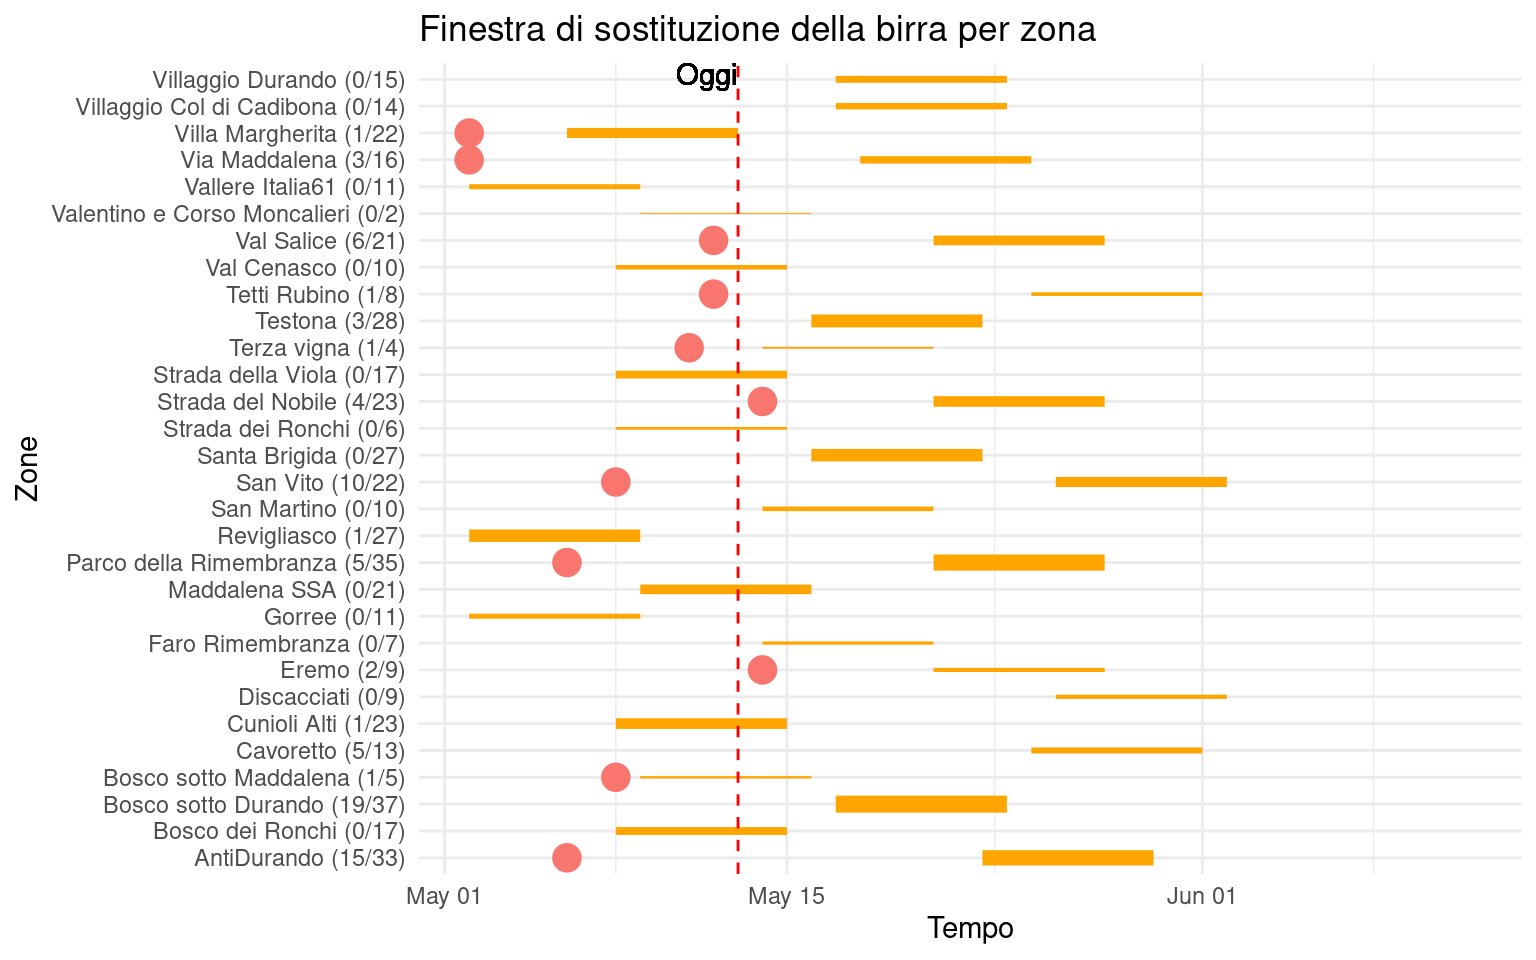 Finestra di sostituzione della birra per zona
Oggi
Villaggio Durando (0/15)
Villaggio Col di Cadibona (0/14)
Villa Margherita (1/22)
Via Maddalena (3/16)
Vallere Italia61 (0/11)
Valentino e Corso Moncalieri (0/2)
Val Salice (6/21)
Val Cenasco (0/10)
Tetti Rubino (1/8)
Testona (3/28)
Terza vigna (1/4)
Strada della Viola (0/17)
Strada del Nobile (4/23)
Strada dei Ronchi (0/6)
Santa Brigida (0/27)
San Vito (10/22)
San Martino (0/10)
Revigliasco (1/27)
Parco della Rimembranza (5/35)
Maddalena SSA (0/21)
Gorree (0/11)
Faro Rimembranza (0/7)
Eremo (2/9)
Discacciati (0/9)
Cunioli Alti (1/23)
Cavoretto (5/13)
Bosco sotto Maddalena (1/5)
Bosco sotto Durando (19/37)
Bosco dei Ronchi (0/17)
AntiDurando (15/33)
Zone
May 01
May 15
Jun 01
Tempo